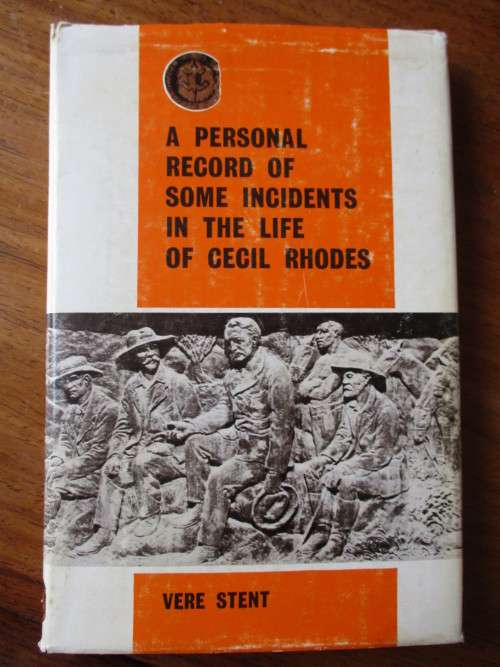 A PERSONAL
RECORD OF
SOME INCIDENTS
IN THE LIFE
OF CECIL RHODES
VERE STENT